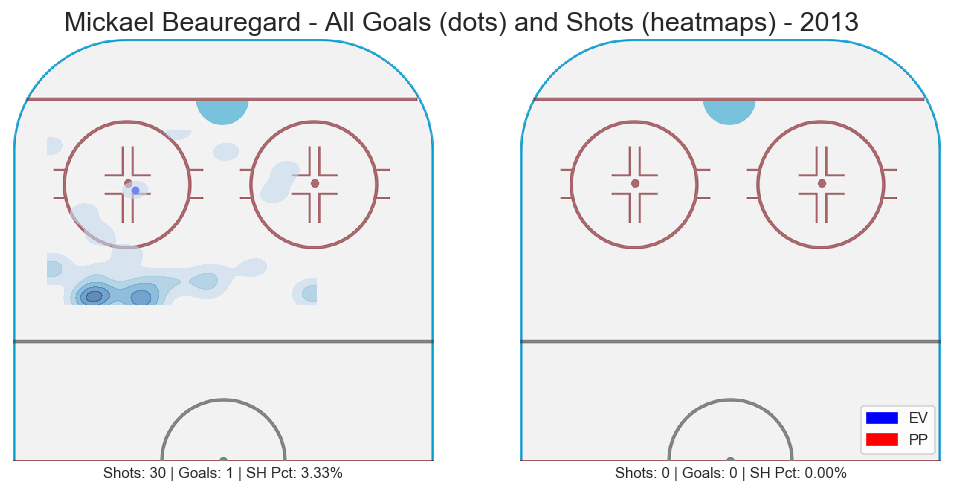 Mickael Beauregard - All Goals (dots) and Shots (heatmaps) - 2013
EV
PP
Shots: 30 | Goals: 1 | SH Pct: 3.33%
Shots: 0 | Goals: 0 | SH Pct: 0.00%